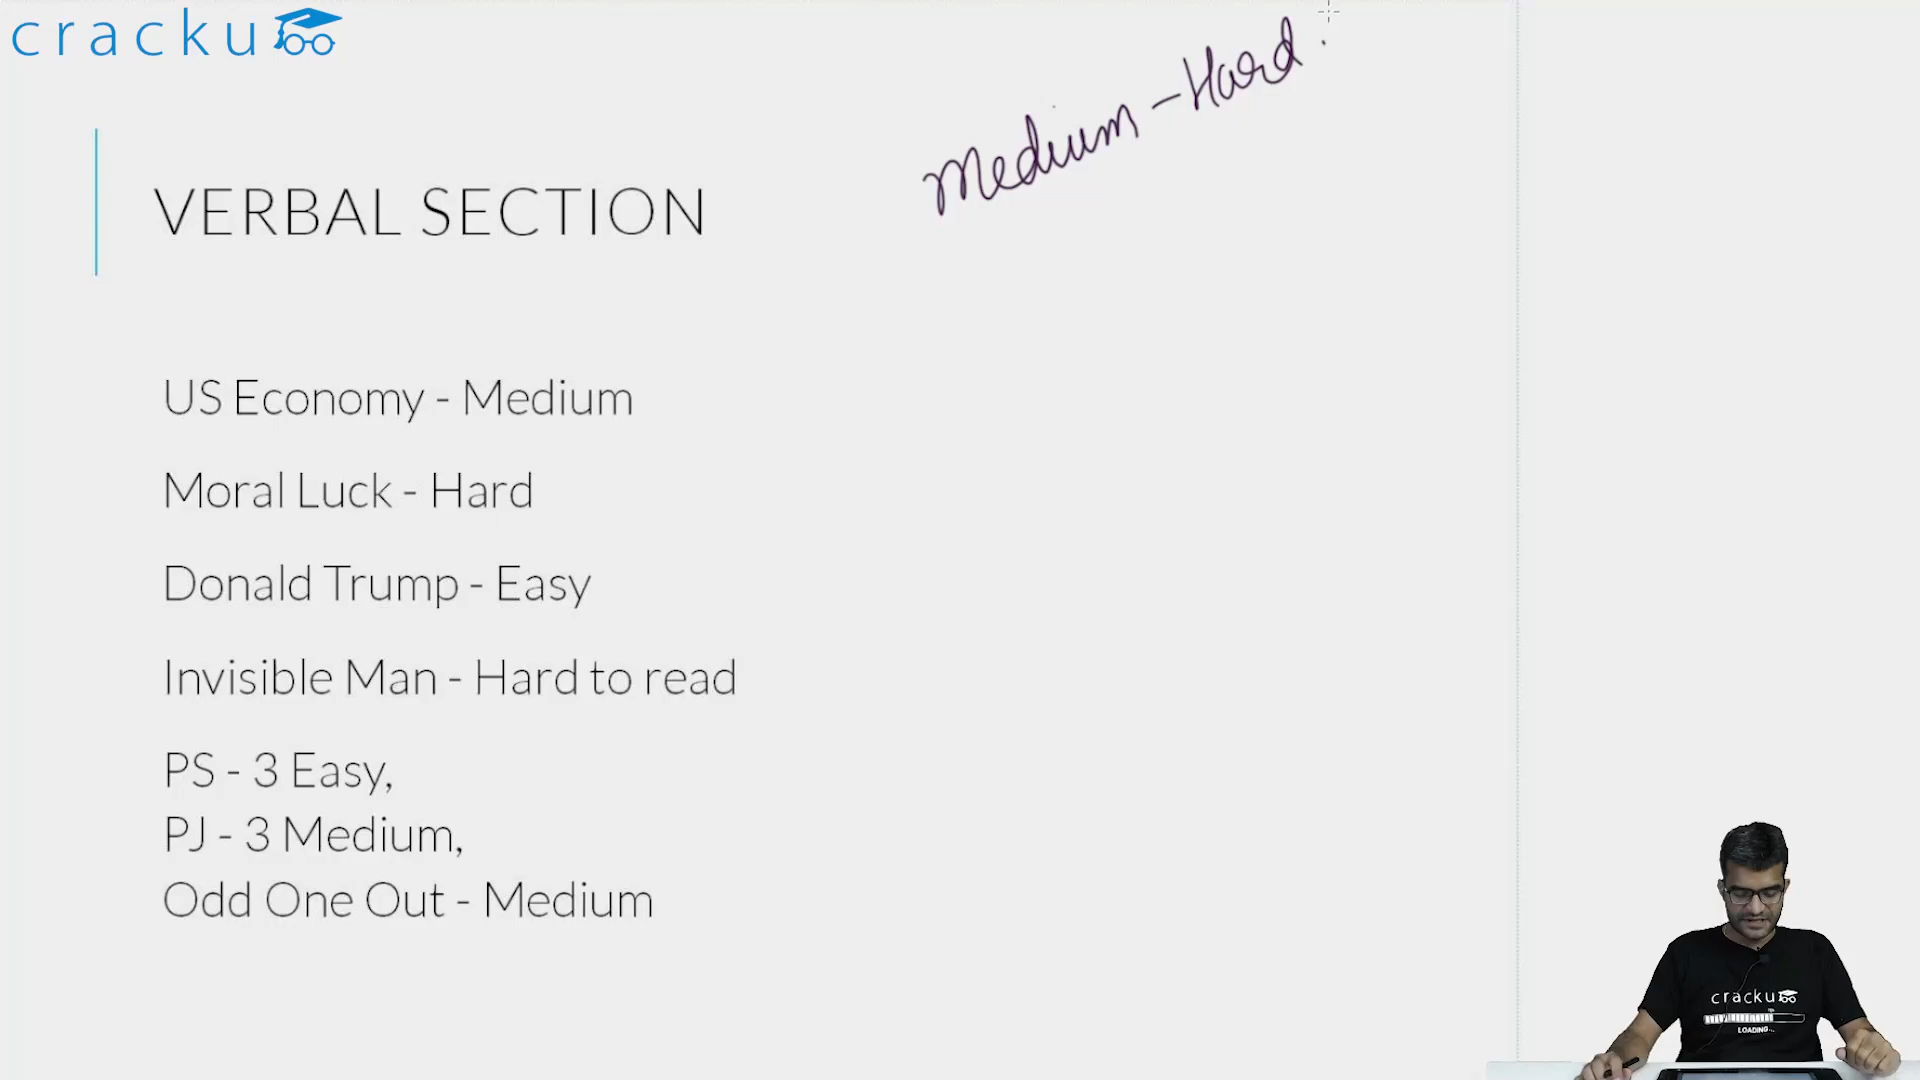 cracku
Medium - Hard.
VERBAL SECTION
US Economy - Medium
Moral Luck - Hard
Donald Trump - Easy
Invisible Man - Hard to read
PS - 3 Easy,
PJ - 3 Medium,
Odd One Out - Medium
cracku
LOADING...